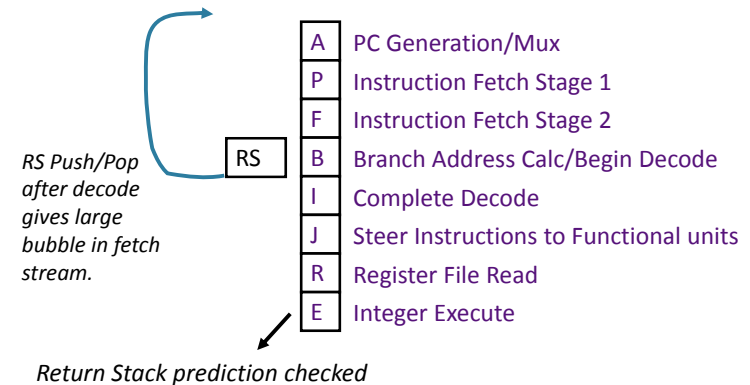 A PC Generation/Mux
P Instruction Fetch Stage 1
F Instruction Fetch Stage 2
RS B Branch Address Calc/Begin Decode
I Complete Decode
J Steer Instructions to Functional units
R Register File Read
E Integer Execute
RS Push/Pop
after decode
gives large
bubble in fetch
stream.
Return Stack prediction checked